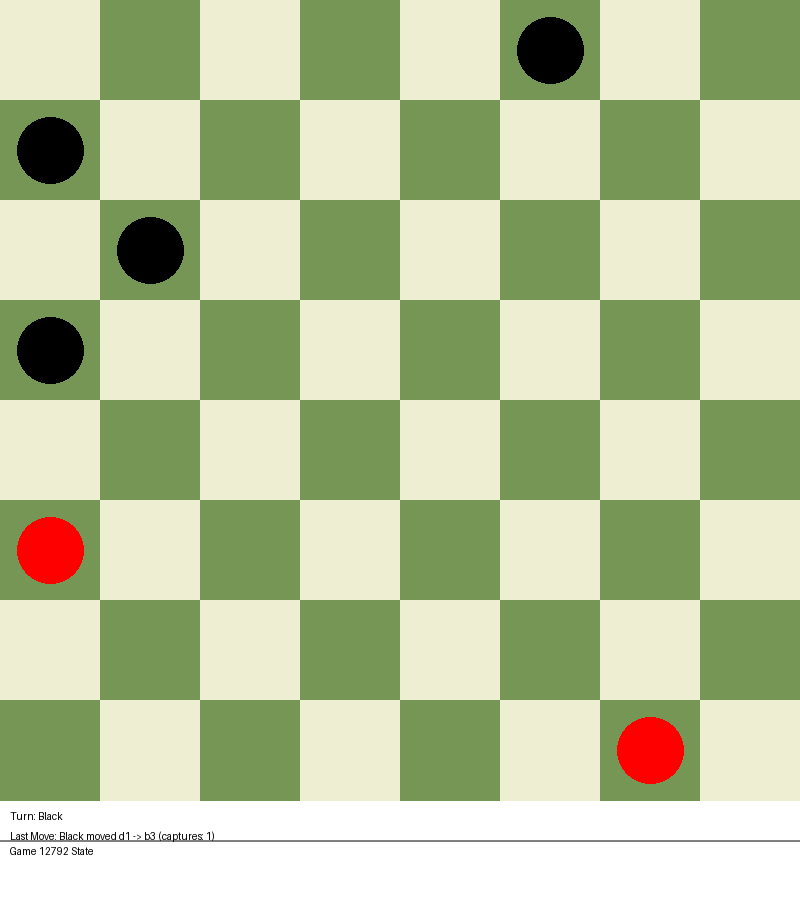 Turn: Black
Last Move: Black moved d1 -> b3 (captures: 1)
Game 12792 State